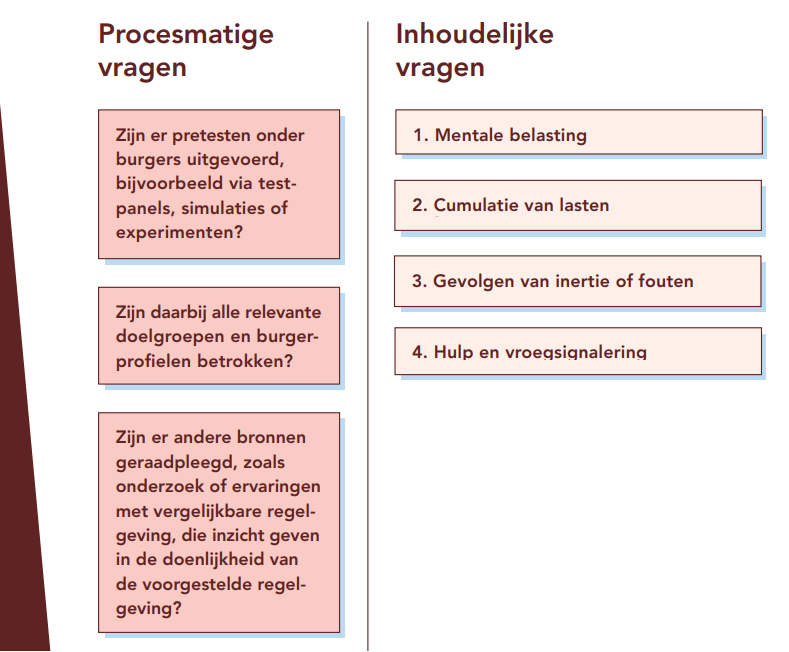 Procesmatige
vragen
Zijn er pretesten onder
burgers uitgevoerd,
bijvoorbeeld via test-
panels, simulaties of
experimenten?
Zijn daarbij alle relevante
doelgroepen en burger-
profielen betrokken?
Zijn er andere bronnen
geraadpleegd, zoals
onderzoek of ervaringen
met vergelijkbare regel-
geving, die inzicht geven
in de doenlijkheid van
de voorgestelde regel-
geving?
Inhoudelijke
vragen
1. Mentale belasting
2. Cumulatie van lasten
3. Gevolgen van inertie of fouten
4. Hulp en vroegsignalering